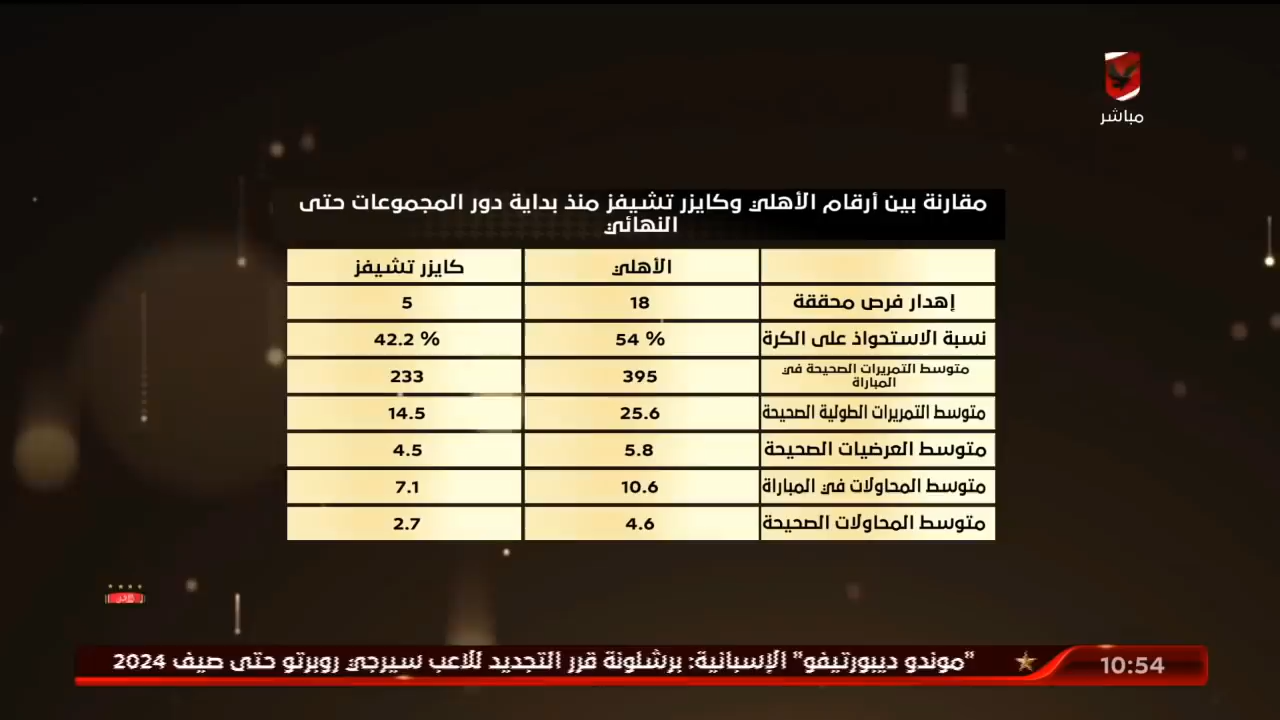 مباشر
مقارنة بين أرقام الأهلي وكايزر تشيفز منذ بداية دور المجموعات حتى
النهائي
الأهلي كايزر تشيفز
إهدار فرص محققة 18 5
نسبة الاستحواذ على الكرة 54 % 42.2 %
متوسط التمريرات الصحيحة في
المباراة
395 233
متوسط التمريرات الطولية الصحيحة 25.6 14.5
متوسط العرضيات الصحيحة 5.8 4.5
متوسط المحاولات في المباراة 10.6 7.1
متوسط المحاولات الصحيحة 4.6 2.7
10:54 "موندو ديبورتيفو" الإسبانية: برشلونة قرر التجديد للاعب سيرجي روبرتو حتى صيف 2024